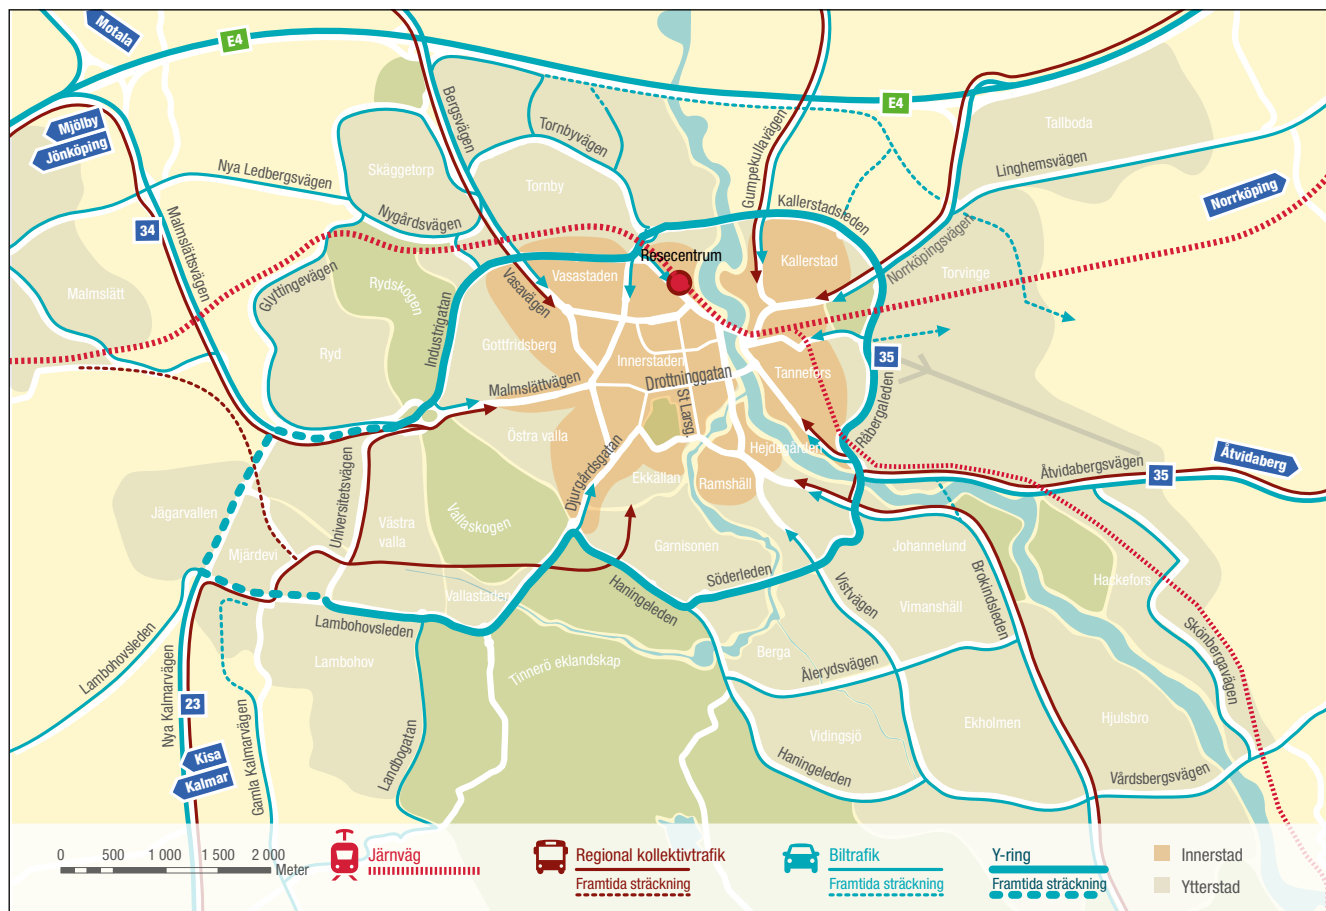 Motala
E4
Mjölby
Jönköping
Bergsvägen
Tornbyvägen
Gumpekullavägen
E4
Tallboda
Linghemsvägen
Norrköping
Nya Ledbergsvägen
Skäggetorp
Tornby
Nygårdsvägen
Kallerstadsleden
34
Malmslättsvägen
Resecentrum
Kallerstad
Norrköpingsvägen
Torvinge
Malmslätt
Glyttingevägen
Rydskogen
Vasastaden
Vasavägen
Industrigatan
Ryd
Gottfridsberg
Innerstaden
Drottninggatan
Tannefors
35
Malmslättvägen
St Larsg.
Råbergaleden
Östra valla
Djurgårdsgatan
Hejdegården
Åtvidabergsvägen
35
Åtvidaberg
Ekkällan
Ramshäll
Jägarvallen
Universitetsvägen
Västra
valla
Vallaskogen
Mjärdevi
Garnisonen
Johannelund
Hackefors
Söderleden
Vallastaden
Haningeleden
Vistvägen
Vimanshäll
Brokindsleden
Lambohovsleden
Lambohovsleden
Lambohov
Tinnerö eklandskap
Berga
Ålerydsvägen
Skönbergavägen
Nya Kalmarvägen
23
Gamla Kalmarvägen
Landbogatan
Vidingsjö
Ekholmen
Hjulsbro
Kisa
Kalmar
Haningeleden
Vårdsbergsvägen
0 500 1 000 1 500 2 000
Meter
Järnväg
Regional kollektivtrafik
Framtida sträckning
Biltrafik
Framtida sträckning
Y-ring
Framtida sträckning
Innerstad
Ytterstad